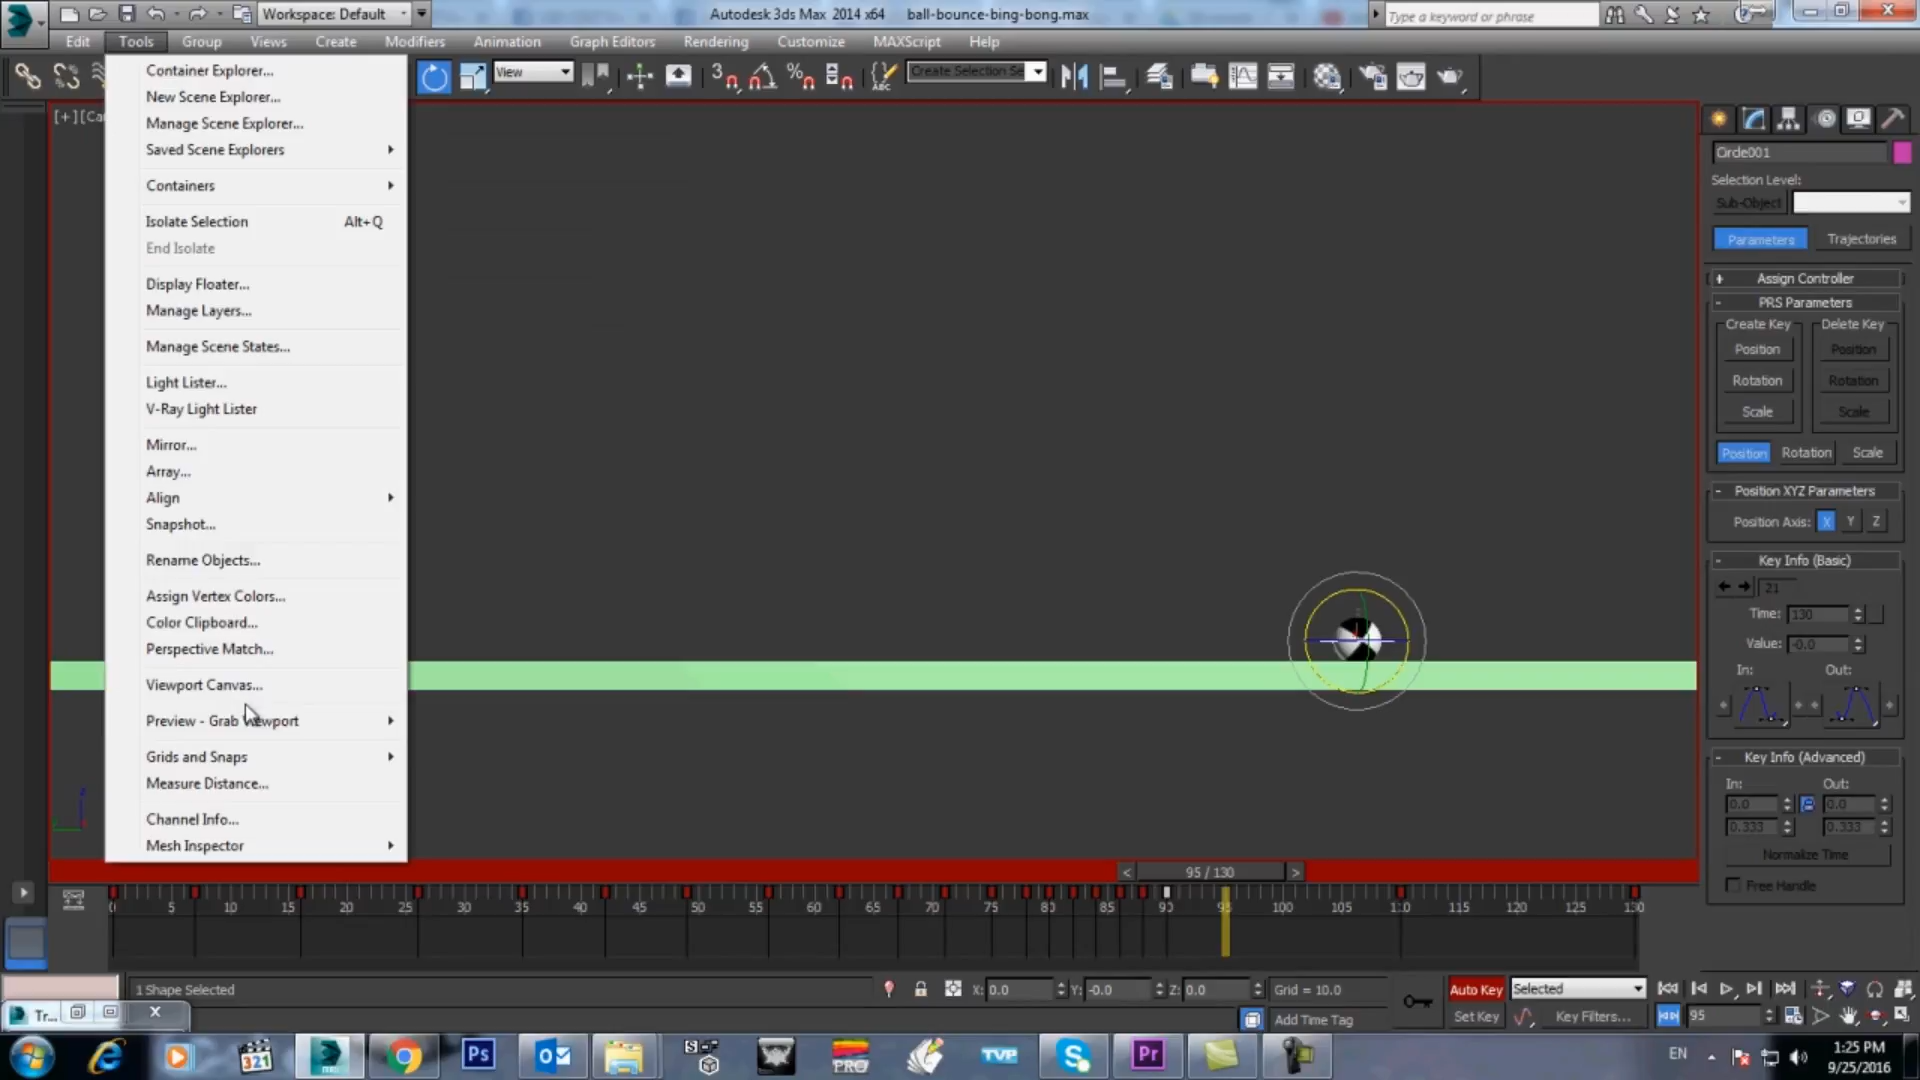 Workspace: Default
Autodesk 3ds Max 2014 x64 ball-bounce-bing-bong.max
Type a keyword or phrase
Edit Tools Group Views Create Modifiers Animation Graph Editors Rendering Customize MAXScript Help
View
3
ABC
Create Selection Se
Container Explorer...
New Scene Explorer...
Manage Scene Explorer...
Saved Scene Explorers
Containers
Isolate Selection Alt+Q
End Isolate
Display Floater...
Manage Layers...
Manage Scene States...
Light Lister...
V-Ray Light Lister
Mirror...
Array...
Align
Snapshot...
Rename Objects...
Assign Vertex Colors...
Color Clipboard...
Perspective Match...
Viewport Canvas...
Preview - Grab Viewport
Grids and Snaps
Measure Distance...
Channel Info...
Mesh Inspector
[+][Ca
z
Circle001
Selection Level:
Sub-Object
Parameters Trajectories
+ Assign Controller
- PRS Parameters
Create Key Delete Key
Position Position
Rotation Rotation
Scale Scale
Position Rotation Scale
- Position XYZ Parameters
Position Axis: X Y Z
- Key Info (Basic)
21
Time: 130
Value: -0.0
In: Out:
- Key Info (Advanced)
In: Out:
0.0 0.0
0.333 0.333
Normalize Time
Free Handle
< 95 / 130 >
0 5 10 15 20 25 30 35 40 45 50 55 60 65 70 75 80 85 90 95 100 105 110 115 120 125 130
1 Shape Selected X: 0.0 Y: -0.0 Z: 0.0 Grid = 10.0 Auto Key Selected
Tr... Add Time Tag Set Key Key Filters... 95
321 Ps PRO TVP Pr EN 1:25 PM
9/25/2016